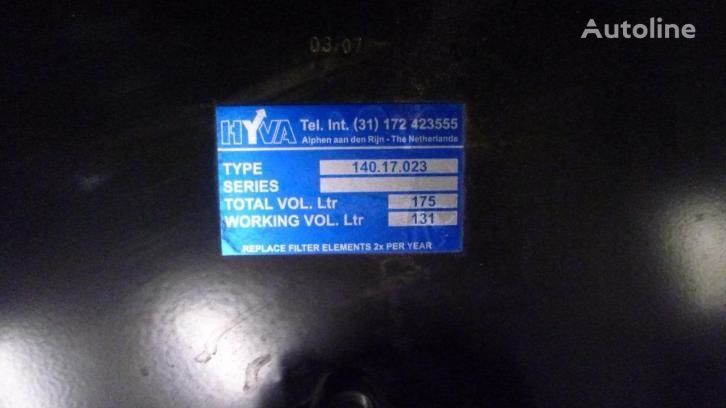 Autoline
03/07
HYVA
Tel. Int. (31) 172 423555
Alphen aan den Rijn - The Netherlands
TYPE 140.17.023
SERIES
TOTAL VOL. Ltr 175
WORKING VOL. Ltr 131
REPLACE FILTER ELEMENTS 2x PER YEAR